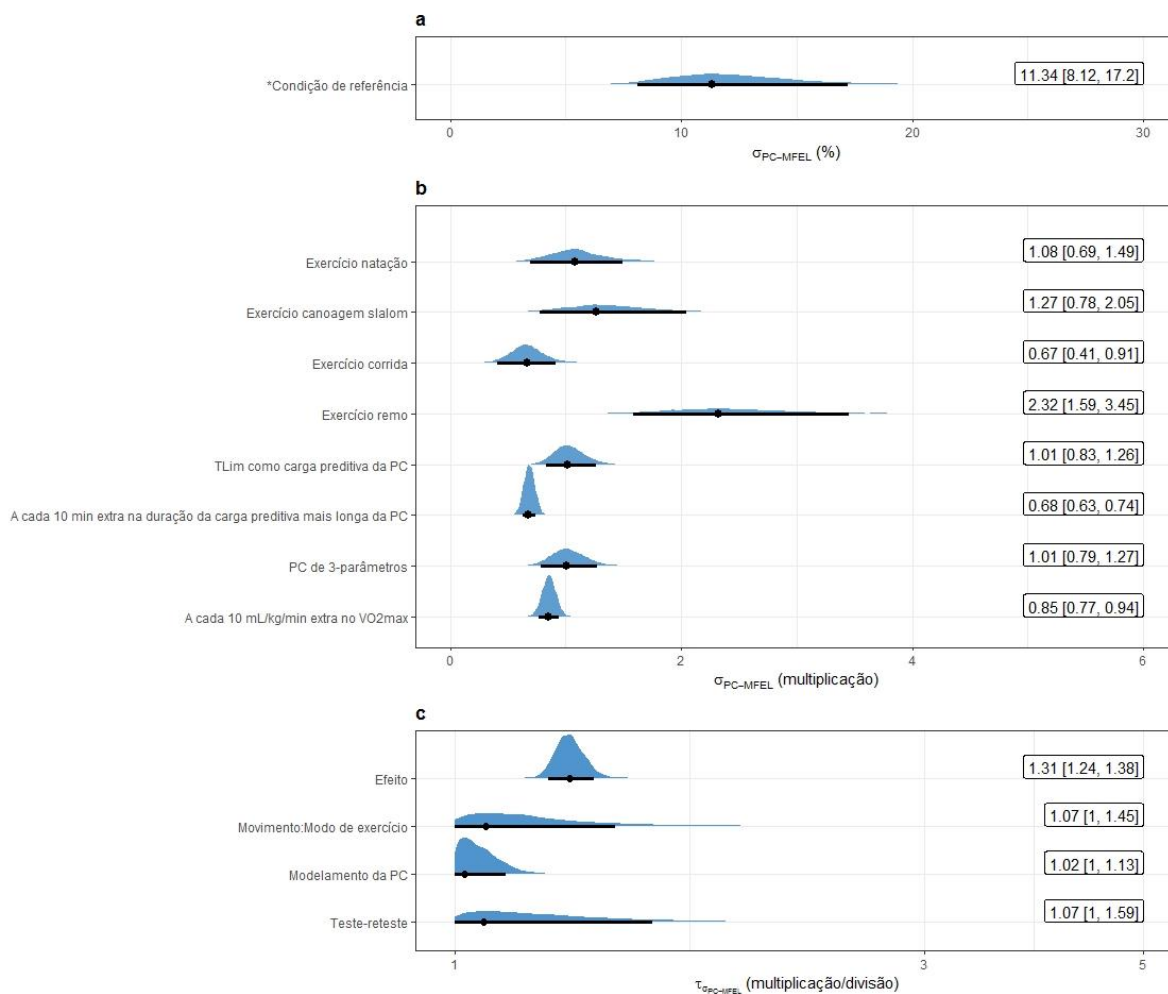 a
*Condição de referência
11.34 [8.12, 17.2]
0 10 20 30
σPC−MFEL (%)
b
Exercício natação
1.08 [0.69, 1.49]
Exercício canoagem slalom
1.27 [0.78, 2.05]
Exercício corrida
0.67 [0.41, 0.91]
Exercício remo
2.32 [1.59, 3.45]
TLim como carga preditiva da PC
1.01 [0.83, 1.26]
A cada 10 min extra na duração da carga preditiva mais longa da PC
0.68 [0.63, 0.74]
PC de 3-parâmetros
1.01 [0.79, 1.27]
A cada 10 mL/kg/min extra no VO2max
0.85 [0.77, 0.94]
0 2 4 6
σPC−MFEL (multiplicação)
c
Efeito
1.31 [1.24, 1.38]
Movimento:Modo de exercício
1.07 [1, 1.45]
Modelamento da PC
1.02 [1, 1.13]
Teste-reteste
1.07 [1, 1.59]
1 3 5
τσPC−MFEL (multiplicação/divisão)